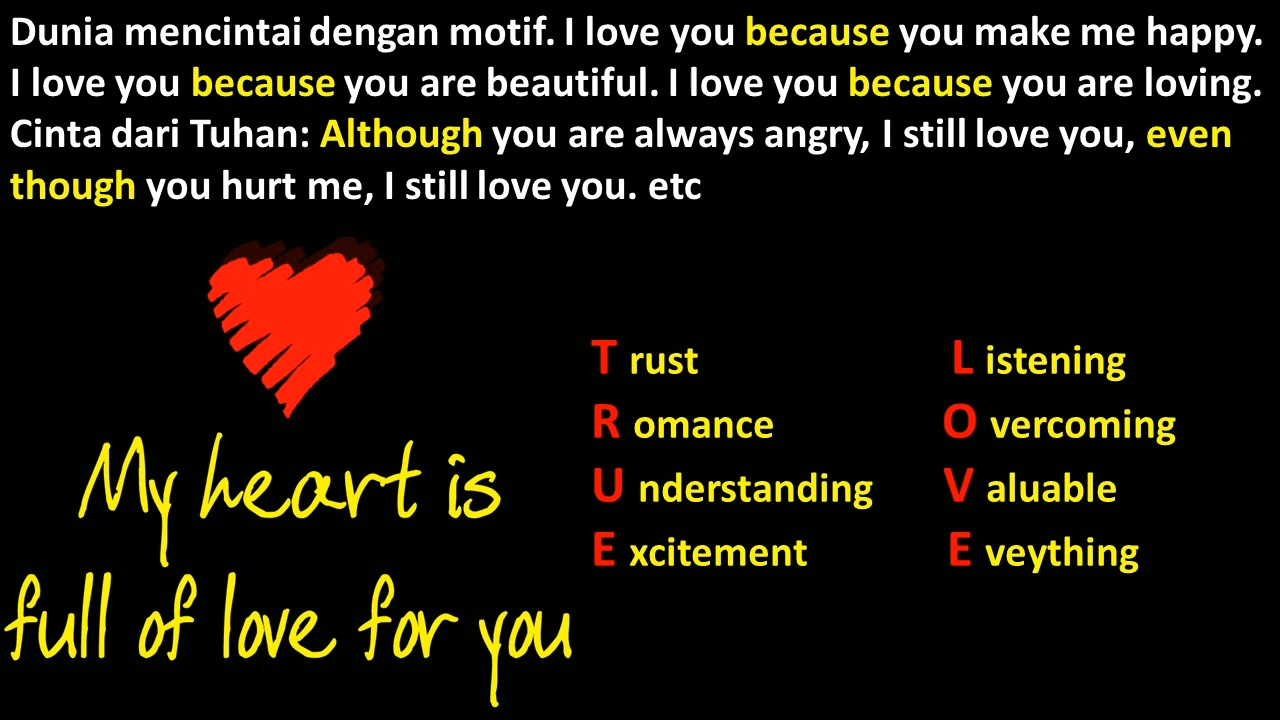 Dunia mencintai dengan motif. I love you because you make me happy.
I love you because you are beautiful. I love you because you are loving.
Cinta dari Tuhan: Although you are always angry, I still love you, even
though you hurt me, I still love you. etc
My heart is
full of love for you
T rust
R omance
U nderstanding
E xcitement
L istening
O vercoming
V aluable
E veything